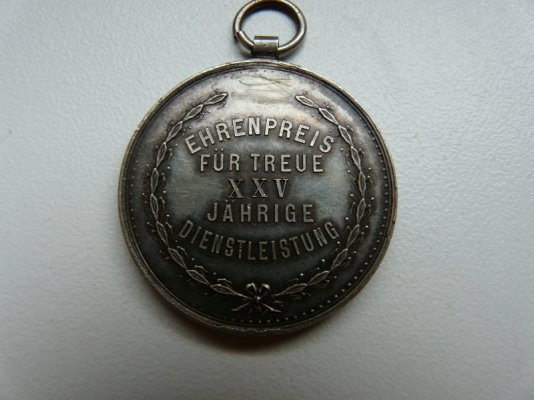 EHRENPREIS
FÜR TREUE
XXV
JÄHRIGE
DIENSTLEISTUNG